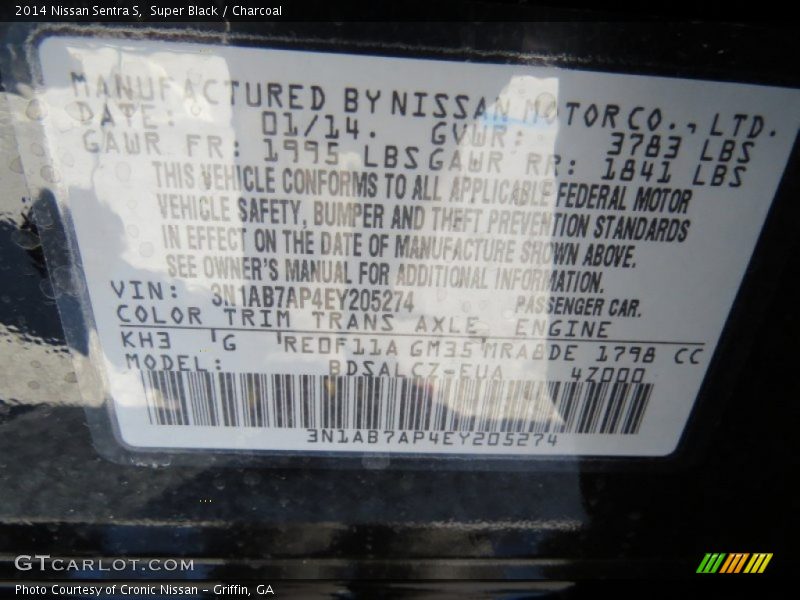 2014 Nissan Sentra S,  Super Black / Charcoal
MANUFACTURED BY NISSAN MOTOR CO., LTD.
DATE: 01/14. GVWR: 3783 LBS
GAWR FR: 1995 LBS GAWR RR: 1841 LBS
THIS VEHICLE CONFORMS TO ALL APPLICABLE FEDERAL MOTOR
VEHICLE SAFETY, BUMPER AND THEFT PREVENTION STANDARDS
IN EFFECT ON THE DATE OF MANUFACTURE SHOWN ABOVE.
SEE OWNER'S MANUAL FOR ADDITIONAL INFORMATION.
VIN: 3N1AB7AP4EY205274 PASSENGER CAR.
COLOR TRIM TRANS AXLE ENGINE
KH3 G RE0F11A GM35 MRA8DE 1798 CC
MODEL: BDSALCZ-EUA 4Z000
3N1AB7AP4EY205274
GTCARLOT.COM
Photo Courtesy of Cronic Nissan - Griffin, GA